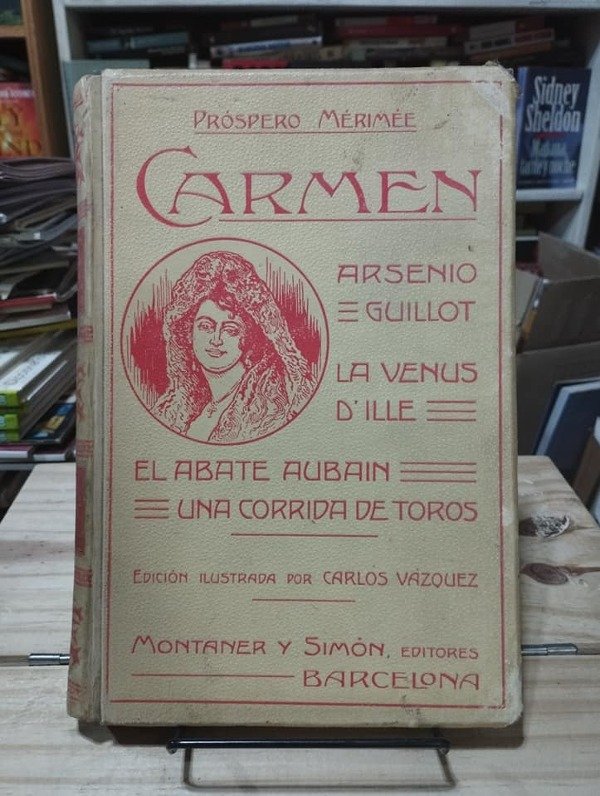 PRÓSPERO MÉRIMÉE
CARMEN
ARSENIO
GUILLOT
LA VENUS
D'ILLE
EL ABATE AUBAIN
UNA CORRIDA DE TOROS
EDICIÓN ILUSTRADA POR CARLOS VÁZQUEZ
MONTANER Y SIMÓN, EDITORES
BARCELONA
Sidney
Sheldon